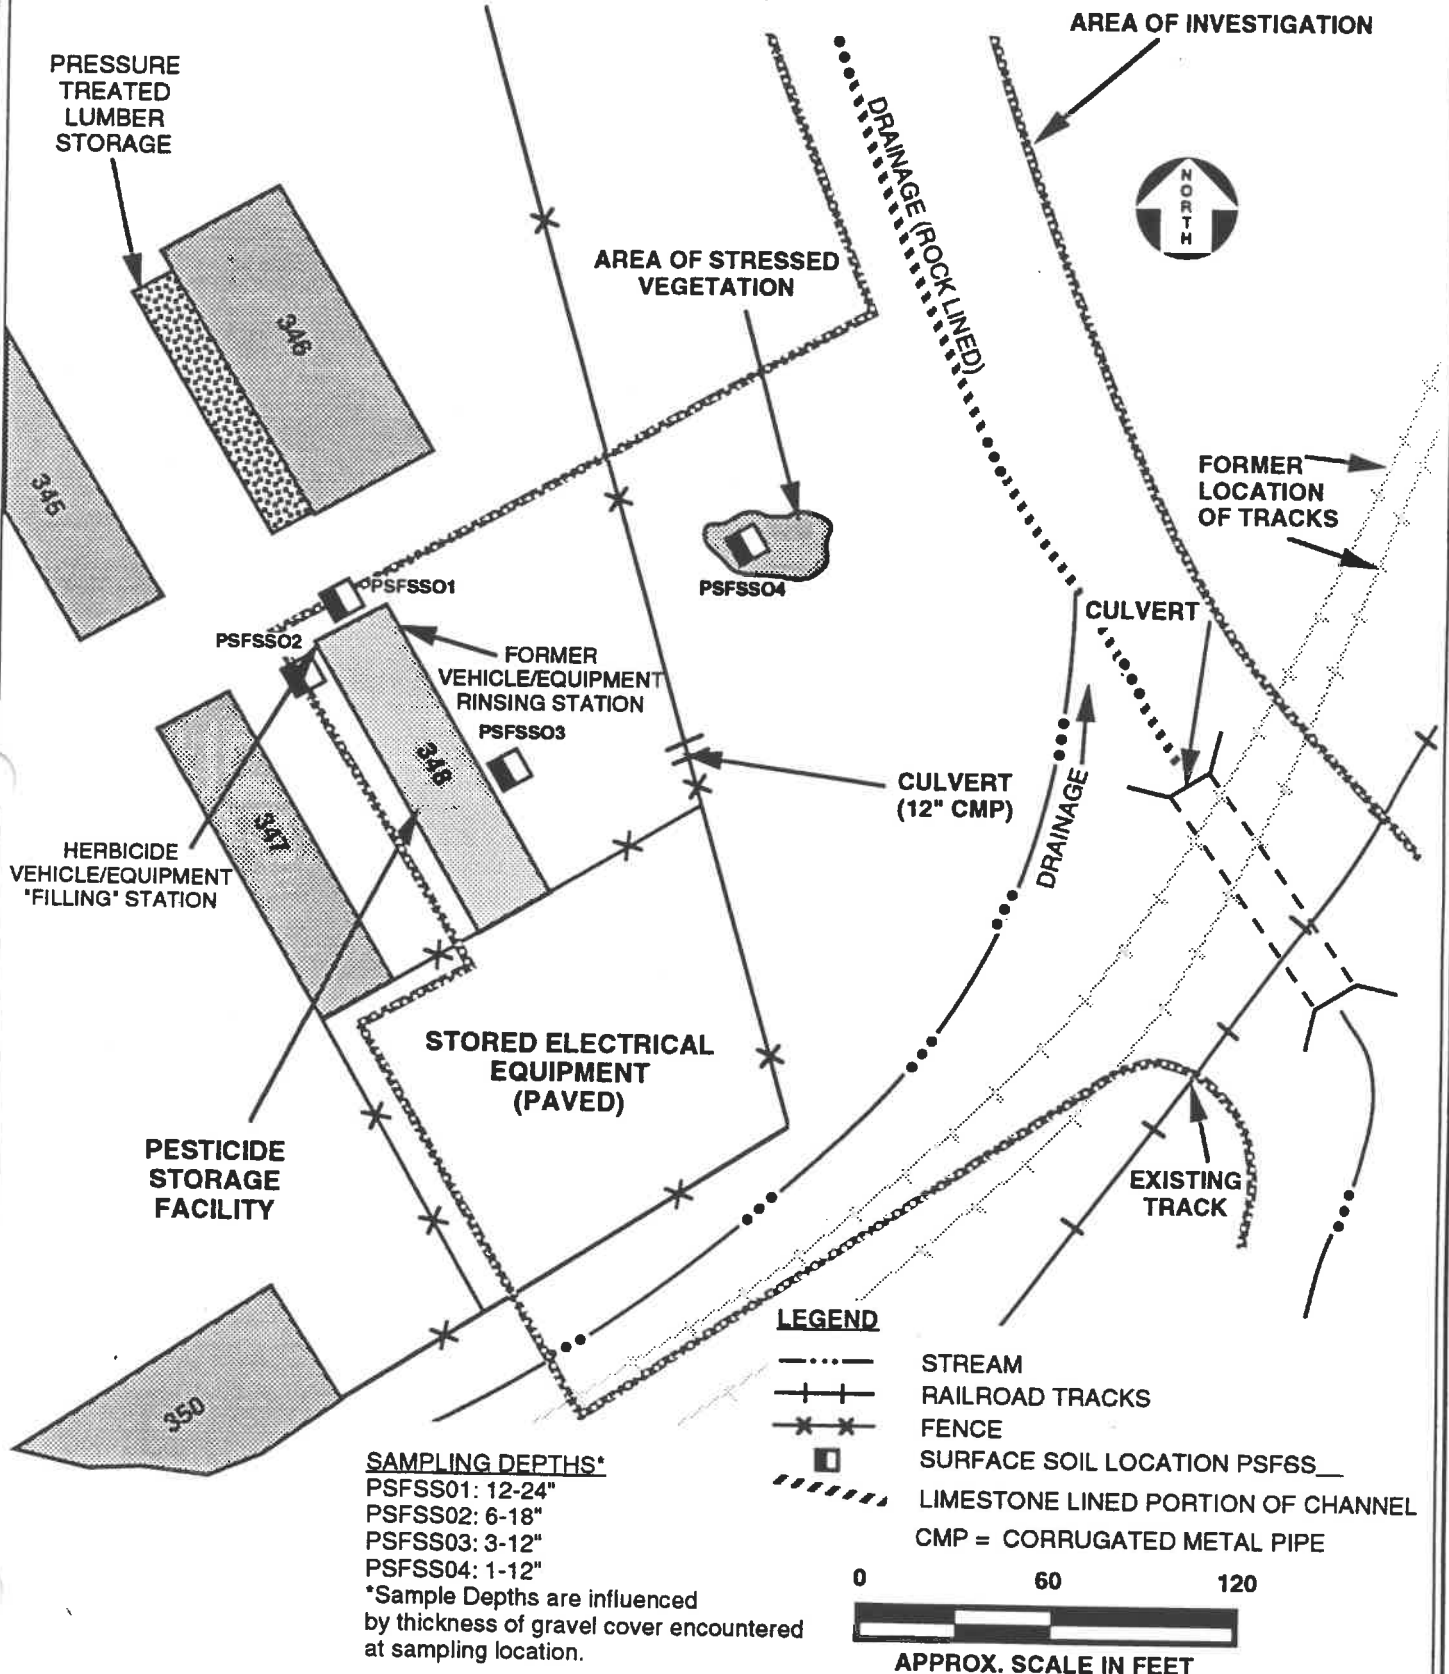 AREA OF INVESTIGATION
PRESSURE
TREATED
LUMBER
STORAGE
DRAINAGE (ROCK LINED)
NORTH
AREA OF STRESSED
VEGETATION
346
345
FORMER
LOCATION
OF TRACKS
PSFSSO1
PSFSSO4
CULVERT
PSFSSO2
FORMER
VEHICLE/EQUIPMENT
RINSING STATION
PSFSSO3
348
CULVERT
(12" CMP)
DRAINAGE
347
HERBICIDE
VEHICLE/EQUIPMENT
"FILLING" STATION
STORED ELECTRICAL
EQUIPMENT
(PAVED)
PESTICIDE
STORAGE
FACILITY
EXISTING
TRACK
350
LEGEND
STREAM
RAILROAD TRACKS
FENCE
SURFACE SOIL LOCATION PSFSS__
LIMESTONE LINED PORTION OF CHANNEL
CMP = CORRUGATED METAL PIPE
SAMPLING DEPTHS*
PSFSS01: 12-24"
PSFSS02: 6-18"
PSFSS03: 3-12"
PSFSS04: 1-12"
*Sample Depths are influenced
by thickness of gravel cover encountered
at sampling location.
0 60 120
APPROX. SCALE IN FEET